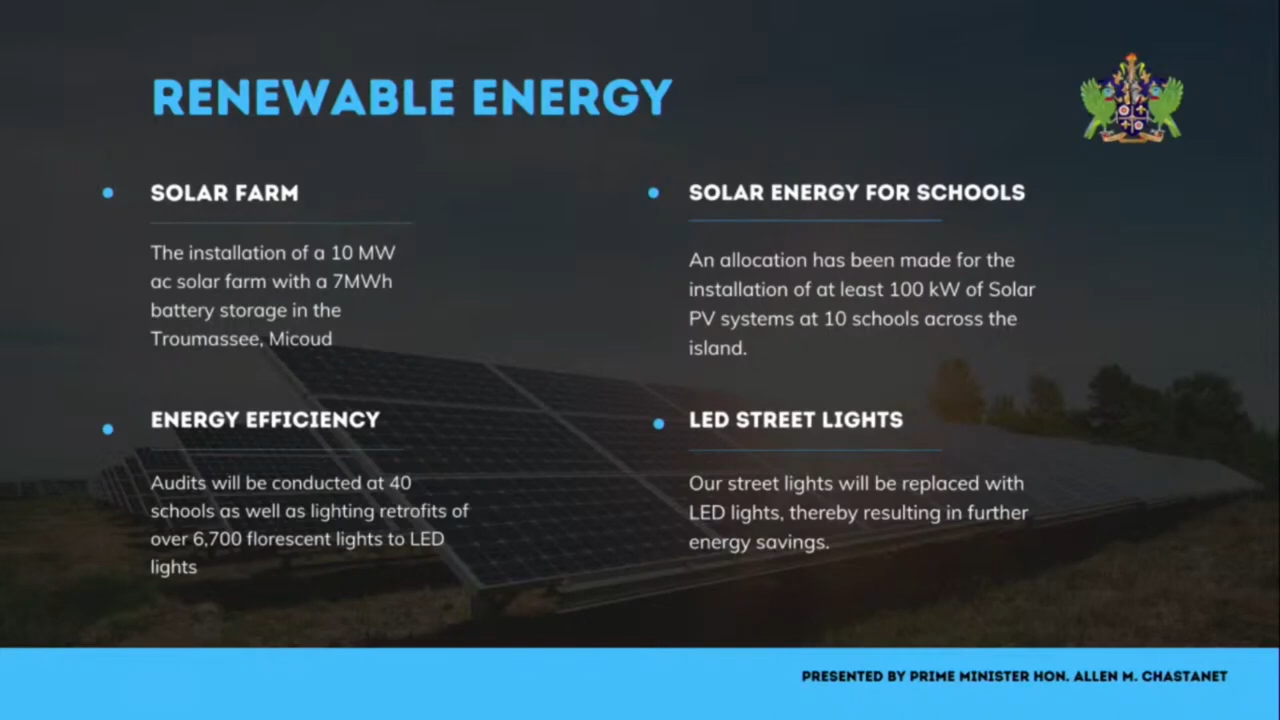 RENEWABLE ENERGY
SOLAR FARM
The installation of a 10 MW
ac solar farm with a 7MWh
battery storage in the
Troumassee, Micoud
SOLAR ENERGY FOR SCHOOLS
An allocation has been made for the
installation of at least 100 kW of Solar
PV systems at 10 schools across the
island.
ENERGY EFFICIENCY
Audits will be conducted at 40
schools as well as lighting retrofits of
over 6,700 florescent lights to LED
lights
LED STREET LIGHTS
Our street lights will be replaced with
LED lights, thereby resulting in further
energy savings.
PRESENTED BY PRIME MINISTER HON. ALLEN M. CHASTANET